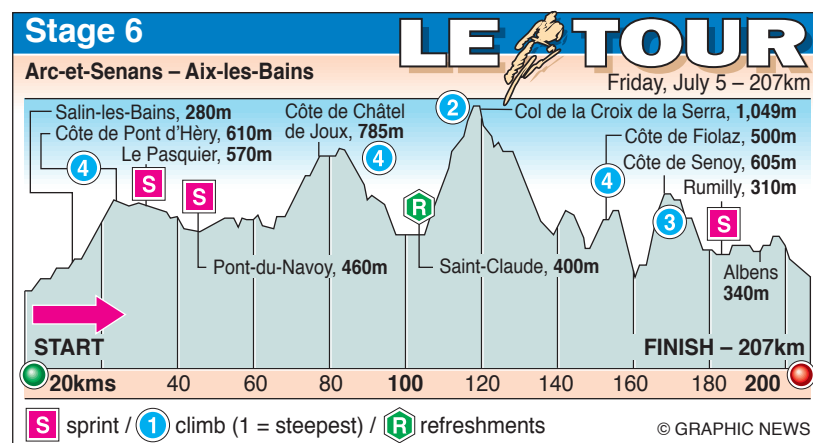 Stage 6
LE TOUR
Arc-et-Senans – Aix-les-Bains
Friday, July 5 – 207km
Salin-les-Bains, 280m
Côte de Pont d'Hèry, 610m
Le Pasquier, 570m
Côte de Châtel
de Joux, 785m
Col de la Croix de la Serra, 1,049m
Côte de Fiolaz, 500m
Côte de Senoy, 605m
Rumilly, 310m
4
S
S
4
R
2
4
3
S
Pont-du-Navoy, 460m
Saint-Claude, 400m
Albens
340m
START
FINISH – 207km
20kms 40 60 80 100 120 140 160 180 200
S sprint / 1 climb (1 = steepest) / R refreshments
© GRAPHIC NEWS